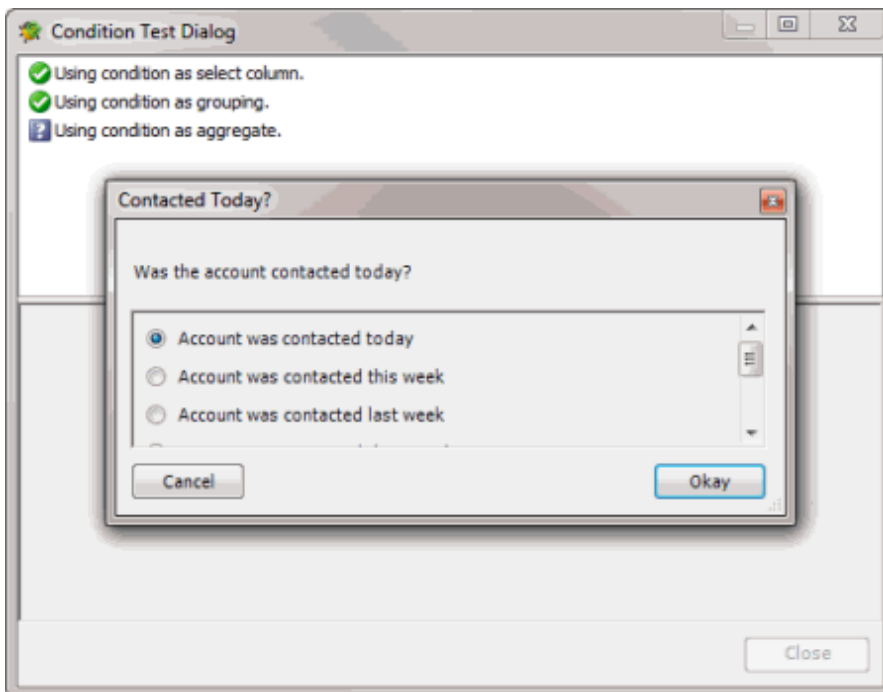 Condition Test Dialog
Using condition as select column.
Using condition as grouping.
? Using condition as aggregate.
Contacted Today?
Was the account contacted today?
Account was contacted today
Account was contacted this week
Account was contacted last week
Cancel
Okay
Close